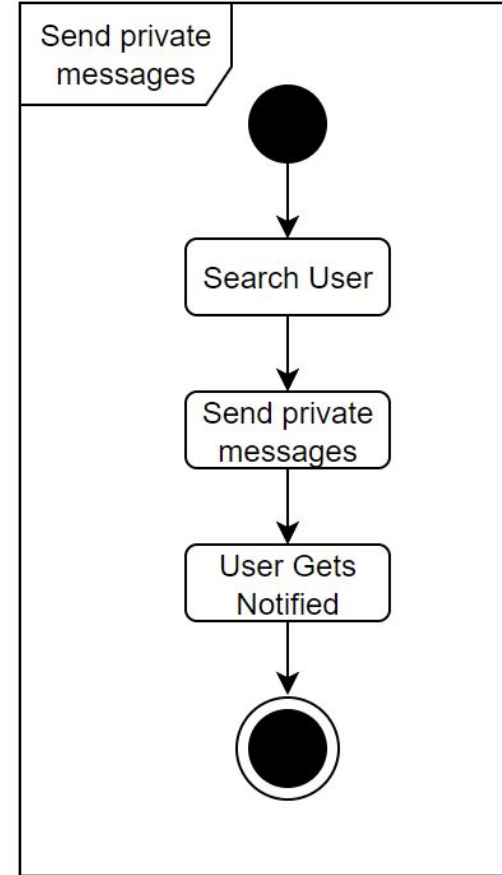 Send private
messages
Search User
Send private
messages
User Gets
Notified